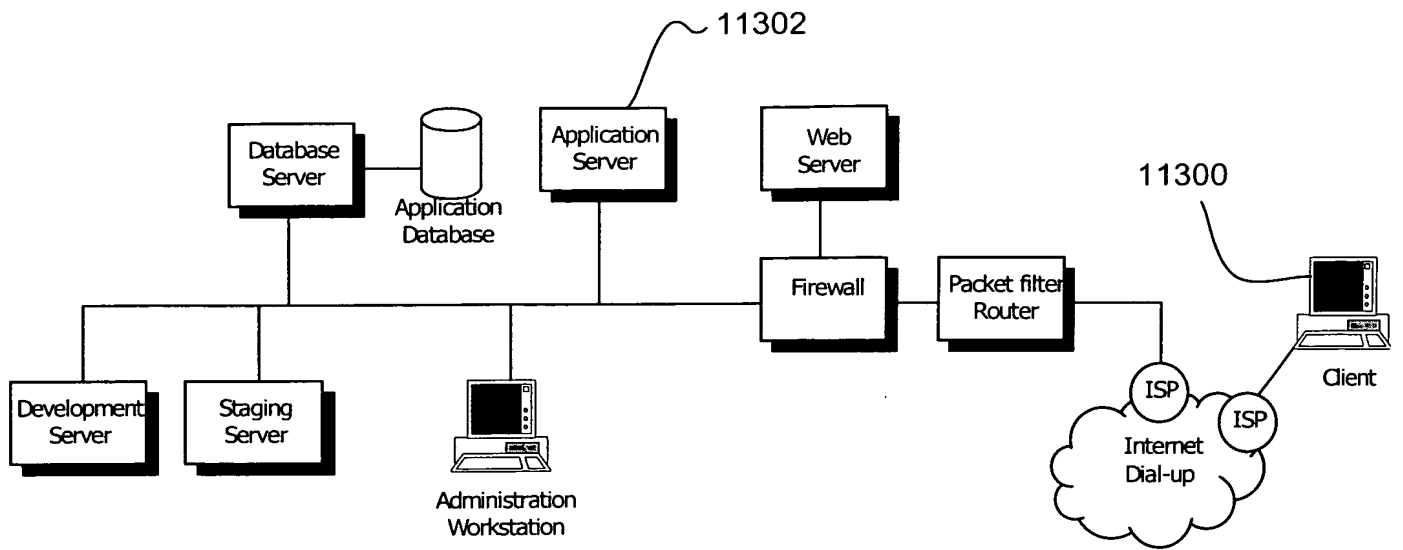 11302
Database
Server
Application
Database
Application
Server
Web
Server
11300
Firewall
Packet filter
Router
Client
Development
Server
Staging
Server
Administration
Workstation
ISP
ISP
Internet
Dial-up